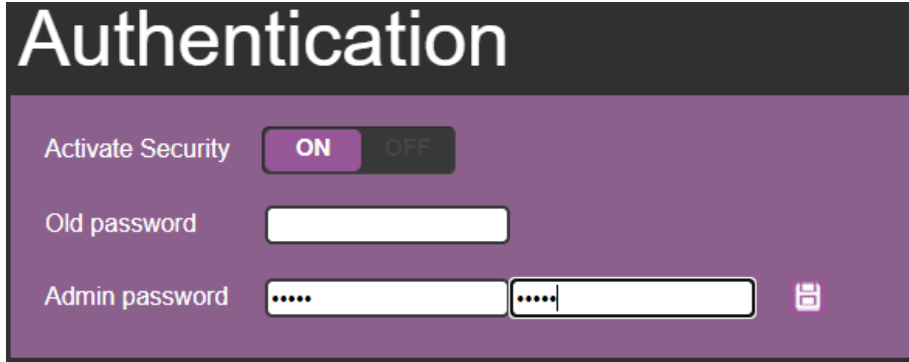 Authentication
Activate Security ON OFF
Old password
Admin password ••••• •••••